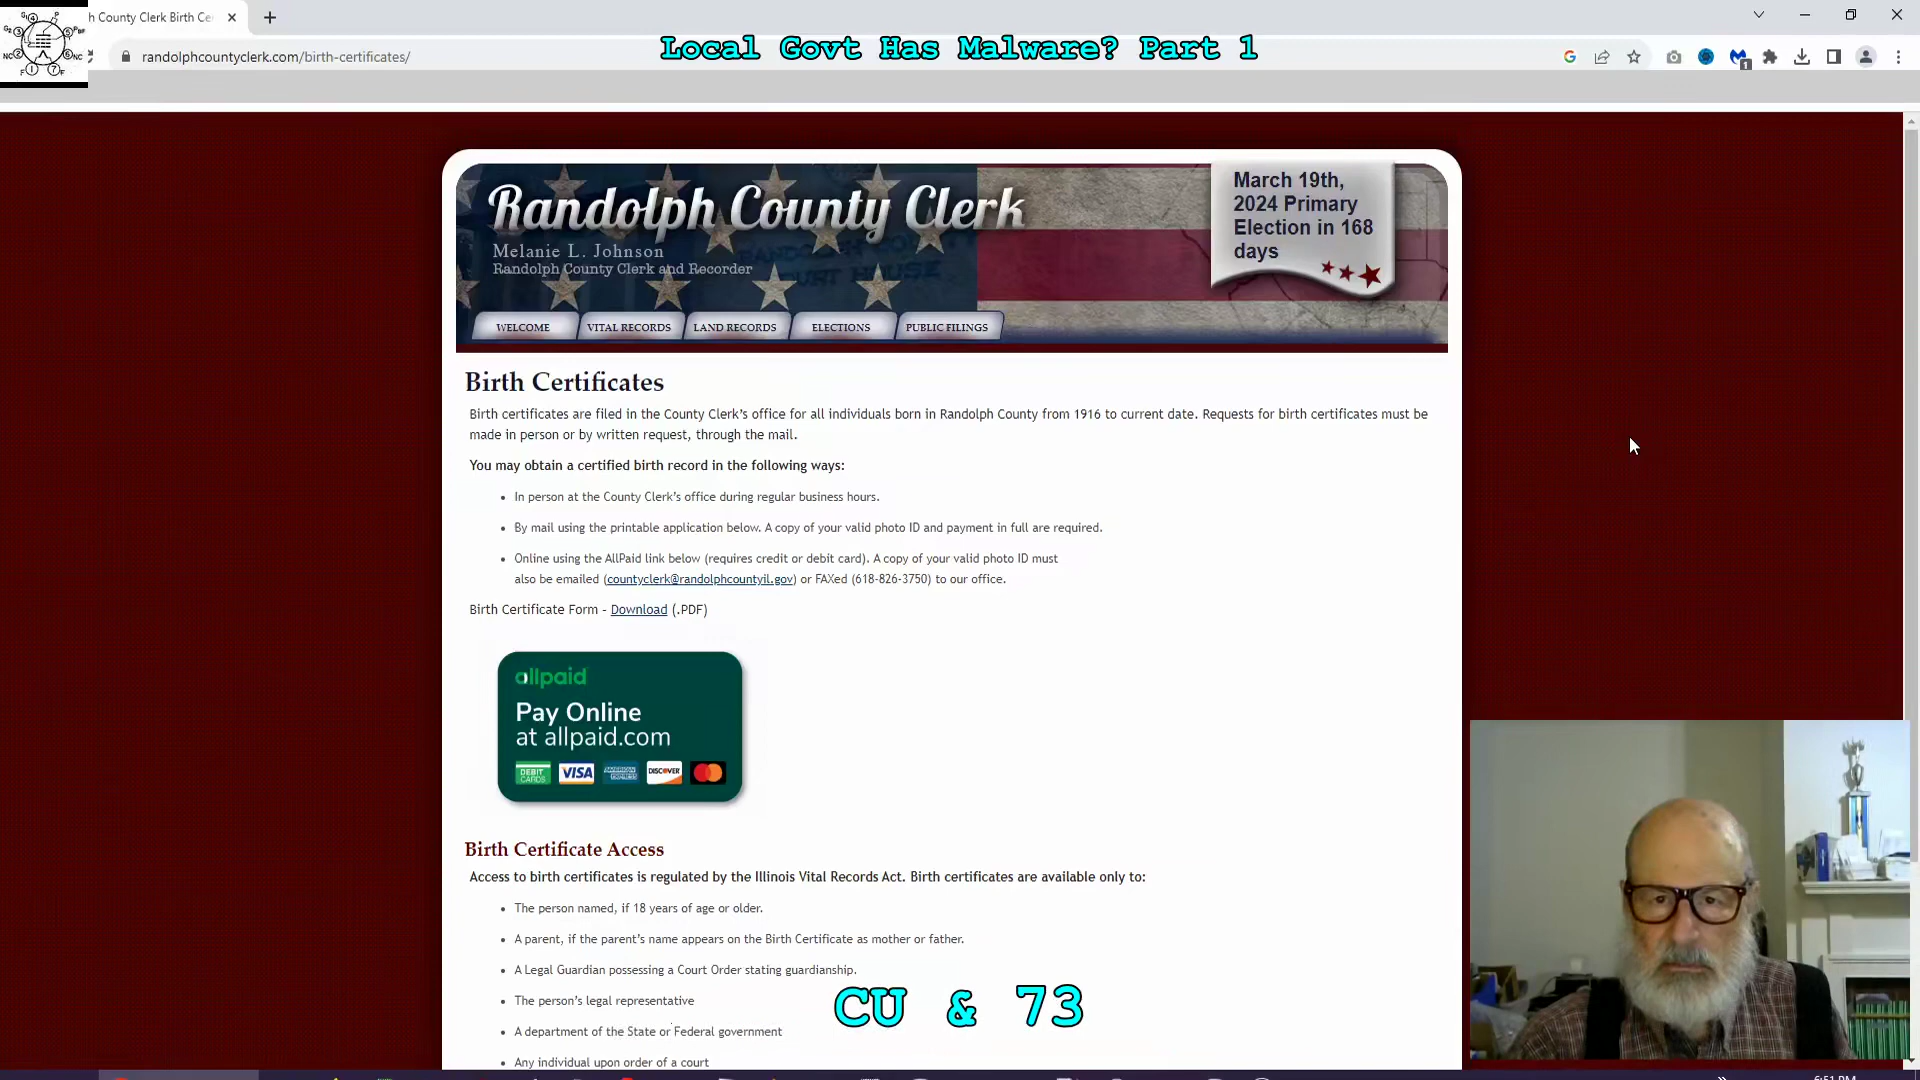 h County Clerk Birth Ce
Local Govt Has Malware? Part 1
randolphcountyclerk.com/birth-certificates/
1
Randolph County Clerk
Melanie L. Johnson
Randolph County Clerk and Recorder
March 19th,
2024 Primary
Election in 168
days
WELCOME
VITAL RECORDS
LAND RECORDS
ELECTIONS
PUBLIC FILINGS
Birth Certificates
Birth certificates are filed in the County Clerk's office for all individuals born in Randolph County from 1916 to current date. Requests for birth certificates must be
made in person or by written request, through the mail.
You may obtain a certified birth record in the following ways:
• In person at the County Clerk's office during regular business hours.
• By mail using the printable application below. A copy of your valid photo ID and payment in full are required.
• Online using the AllPaid link below (requires credit or debit card). A copy of your valid photo ID must
also be emailed (countyclerk@randolphcountyil.gov) or FAXed (618-826-3750) to our office.
Birth Certificate Form - Download (.PDF)
allpaid
Pay Online
at allpaid.com
DEBIT
CARDS
VISA
AMERICAN
EXPRESS
DISCOVER
Birth Certificate Access
Access to birth certificates is regulated by the Illinois Vital Records Act. Birth certificates are available only to:
• The person named, if 18 years of age or older.
• A parent, if the parent's name appears on the Birth Certificate as mother or father.
• A Legal Guardian possessing a Court Order stating guardianship.
• The person's legal representative
• A department of the State or Federal government
• Any individual upon order of a court
CU & 73